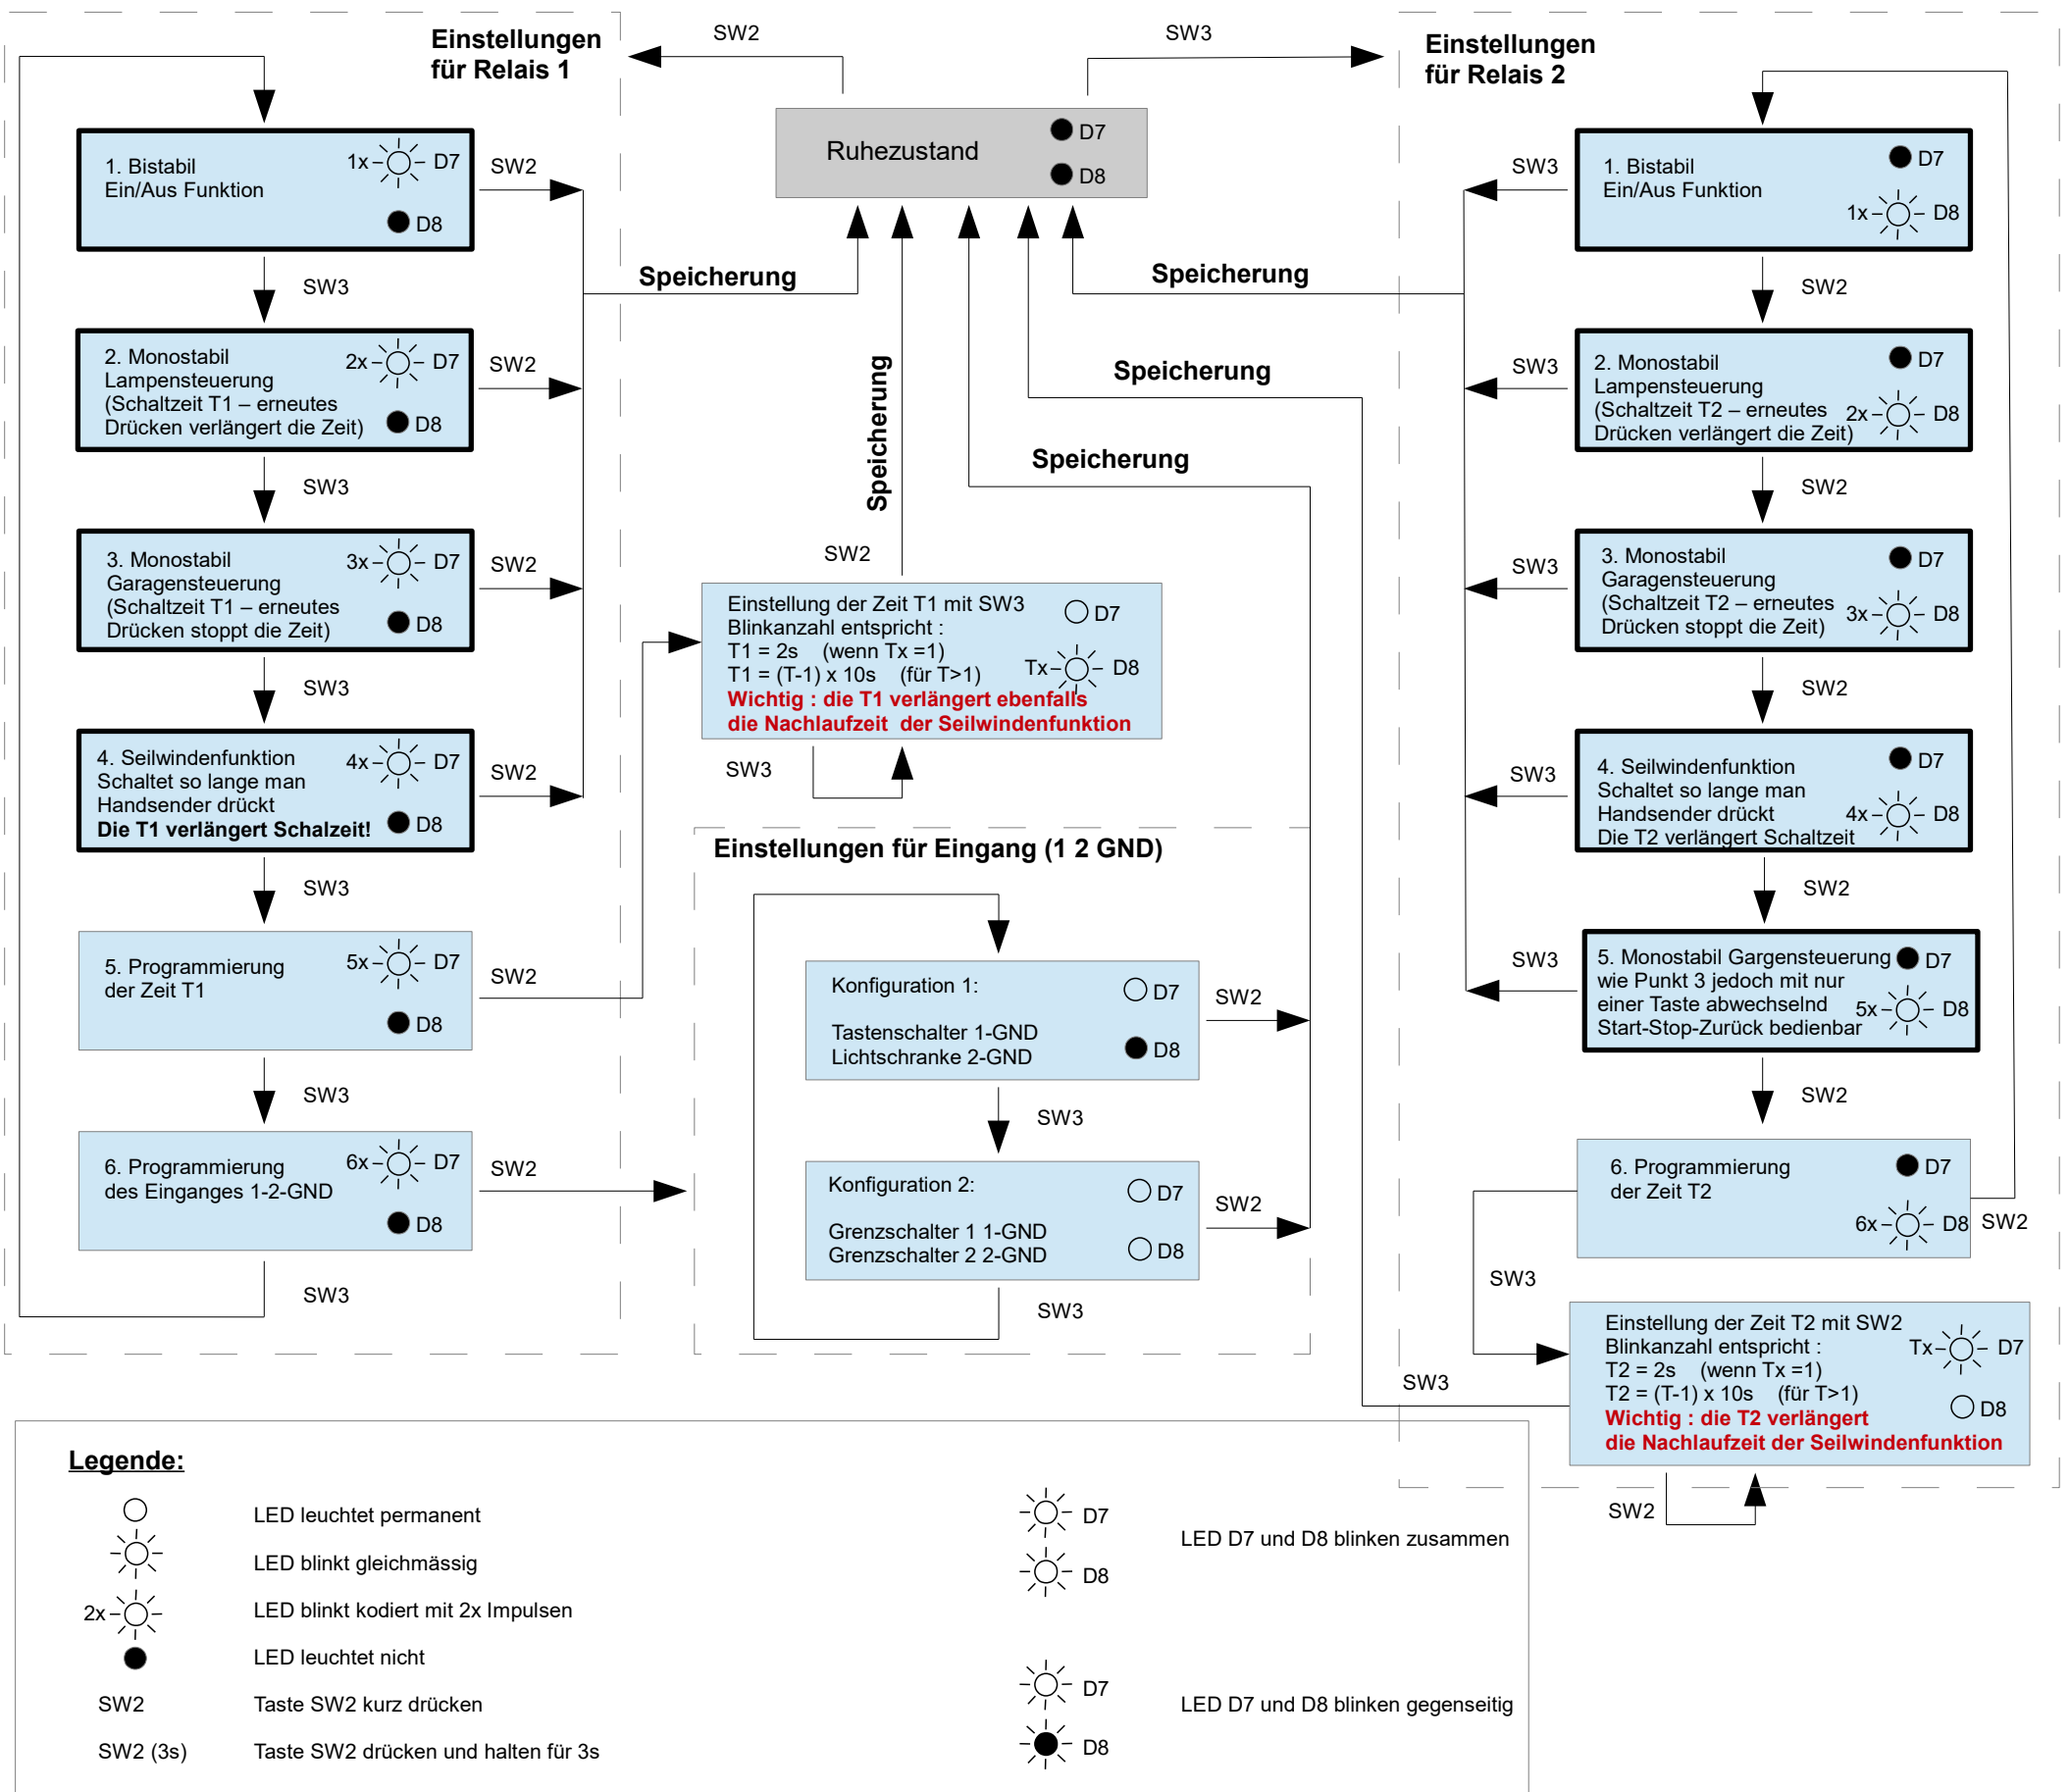 Einstellungen
für Relais 1
SW2
SW3
Einstellungen
für Relais 2
Ruhezustand
D7
D8
1. Bistabil
Ein/Aus Funktion
1x
D7
D8
SW2
SW3
2. Monostabil
Lampensteuerung
(Schaltzeit T1 – erneutes
Drücken verlängert die Zeit)
2x
D7
D8
SW2
SW3
3. Monostabil
Garagensteuerung
(Schaltzeit T1 – erneutes
Drücken stoppt die Zeit)
3x
D7
D8
SW2
SW3
4. Seilwindenfunktion
Schaltet so lange man
Handsender drückt
Die T1 verlängert Schalzeit!
4x
D7
D8
SW2
SW3
5. Programmierung
der Zeit T1
5x
D7
D8
SW2
SW3
6. Programmierung
des Einganges 1-2-GND
6x
D7
D8
SW2
SW3
Speicherung
Speicherung
Speicherung
Speicherung
Speicherung
SW2
Einstellung der Zeit T1 mit SW3
Blinkanzahl entspricht :
T1 = 2s (wenn Tx =1)
T1 = (T-1) x 10s (für T>1)
Wichtig : die T1 verlängert ebenfalls
die Nachlaufzeit der Seilwindenfunktion
D7
Tx
D8
SW3
Einstellungen für Eingang (1 2 GND)
Konfiguration 1:
Tastenschalter 1-GND
Lichtschranke 2-GND
D7
D8
SW2
SW3
Konfiguration 2:
Grenzschalter 1 1-GND
Grenzschalter 2 2-GND
D7
D8
SW2
SW3
1. Bistabil
Ein/Aus Funktion
D7
1x
D8
SW3
SW2
2. Monostabil
Lampensteuerung
(Schaltzeit T2 – erneutes
Drücken verlängert die Zeit)
D7
2x
D8
SW3
SW2
3. Monostabil
Garagensteuerung
(Schaltzeit T2 – erneutes
Drücken stoppt die Zeit)
D7
3x
D8
SW3
SW2
4. Seilwindenfunktion
Schaltet so lange man
Handsender drückt
Die T2 verlängert Schaltzeit
D7
4x
D8
SW3
SW2
5. Monostabil Gargensteuerung
wie Punkt 3 jedoch mit nur
einer Taste abwechselnd
Start-Stop-Zurück bedienbar
D7
5x
D8
SW3
SW2
6. Programmierung
der Zeit T2
D7
6x
D8
SW2
SW3
Einstellung der Zeit T2 mit SW2
Blinkanzahl entspricht :
T2 = 2s (wenn Tx =1)
T2 = (T-1) x 10s (für T>1)
Wichtig : die T2 verlängert
die Nachlaufzeit der Seilwindenfunktion
Tx
D7
D8
SW3
SW2
Legende:
LED leuchtet permanent
LED blinkt gleichmässig
2x
LED blinkt kodiert mit 2x Impulsen
LED leuchtet nicht
SW2
Taste SW2 kurz drücken
SW2 (3s)
Taste SW2 drücken und halten für 3s
D7
D8
LED D7 und D8 blinken zusammen
D7
D8
LED D7 und D8 blinken gegenseitig